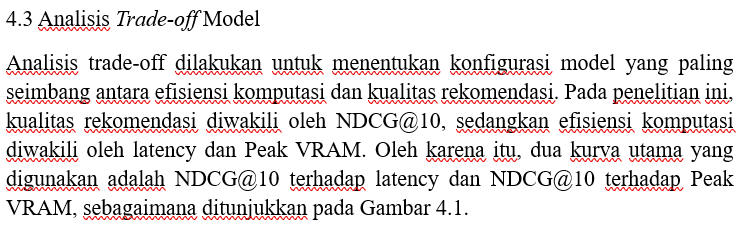 4.3 Analisis Trade-off Model
Analisis trade-off dilakukan untuk menentukan konfigurasi model yang paling
seimbang antara efisiensi komputasi dan kualitas rekomendasi. Pada penelitian ini,
kualitas rekomendasi diwakili oleh NDCG@10, sedangkan efisiensi komputasi
diwakili oleh latency dan Peak VRAM. Oleh karena itu, dua kurva utama yang
digunakan adalah NDCG@10 terhadap latency dan NDCG@10 terhadap Peak
VRAM, sebagaimana ditunjukkan pada Gambar 4.1.